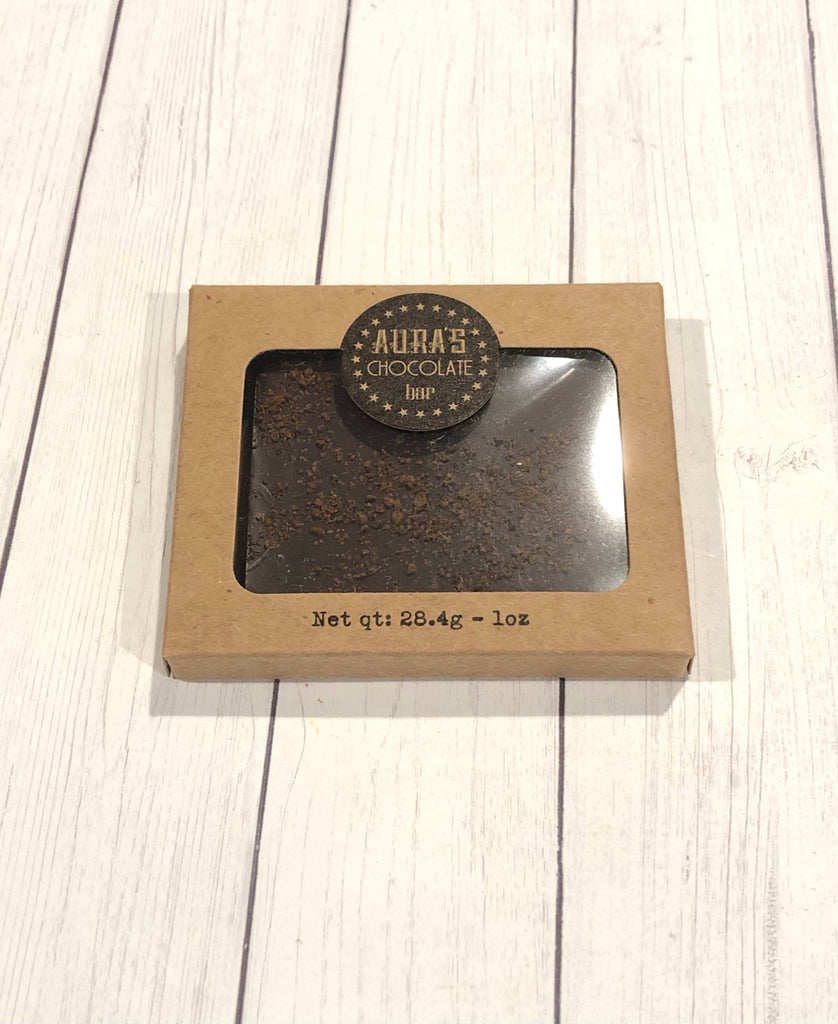 AURA'S
CHOCOLATE
bar
Net qt: 28.4g - 1oz